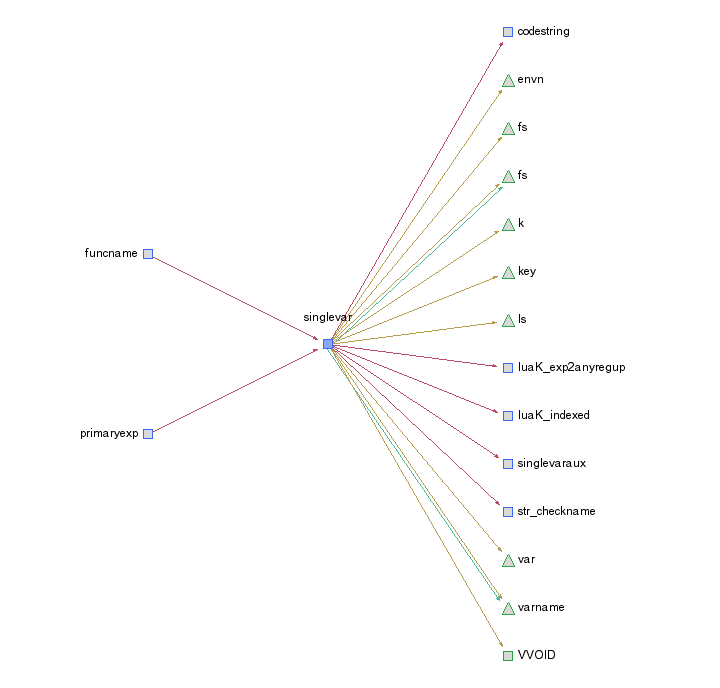 codestring
envn
fs
fs
k
funcname
key
singlevar
ls
luaK_exp2anyregup
luaK_indexed
primaryexp
singlevaraux
str_checkname
var
varname
VVOID